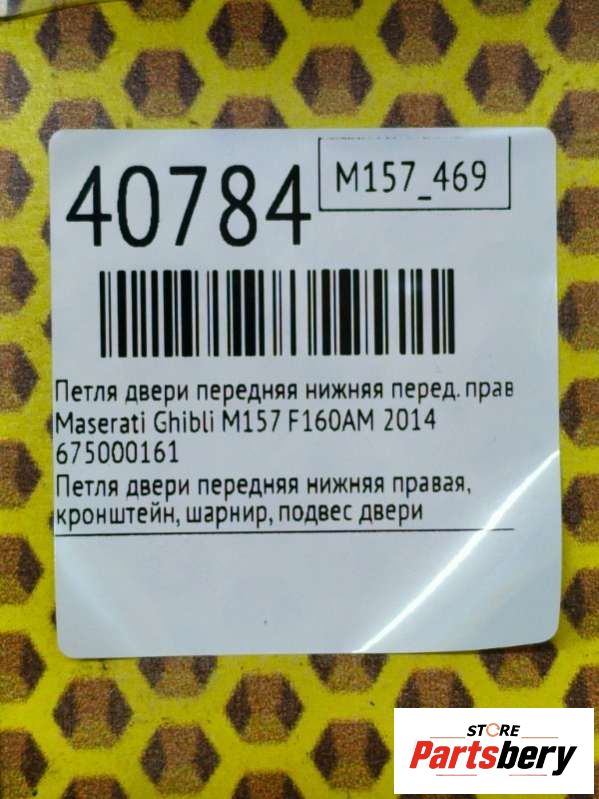 40784
M157_469
Петля двери передняя нижняя перед. прав
Maserati Ghibli M157 F160AM 2014
675000161
Петля двери передняя нижняя правая,
кронштейн, шарнир, подвес двери
STORE
Partsbery